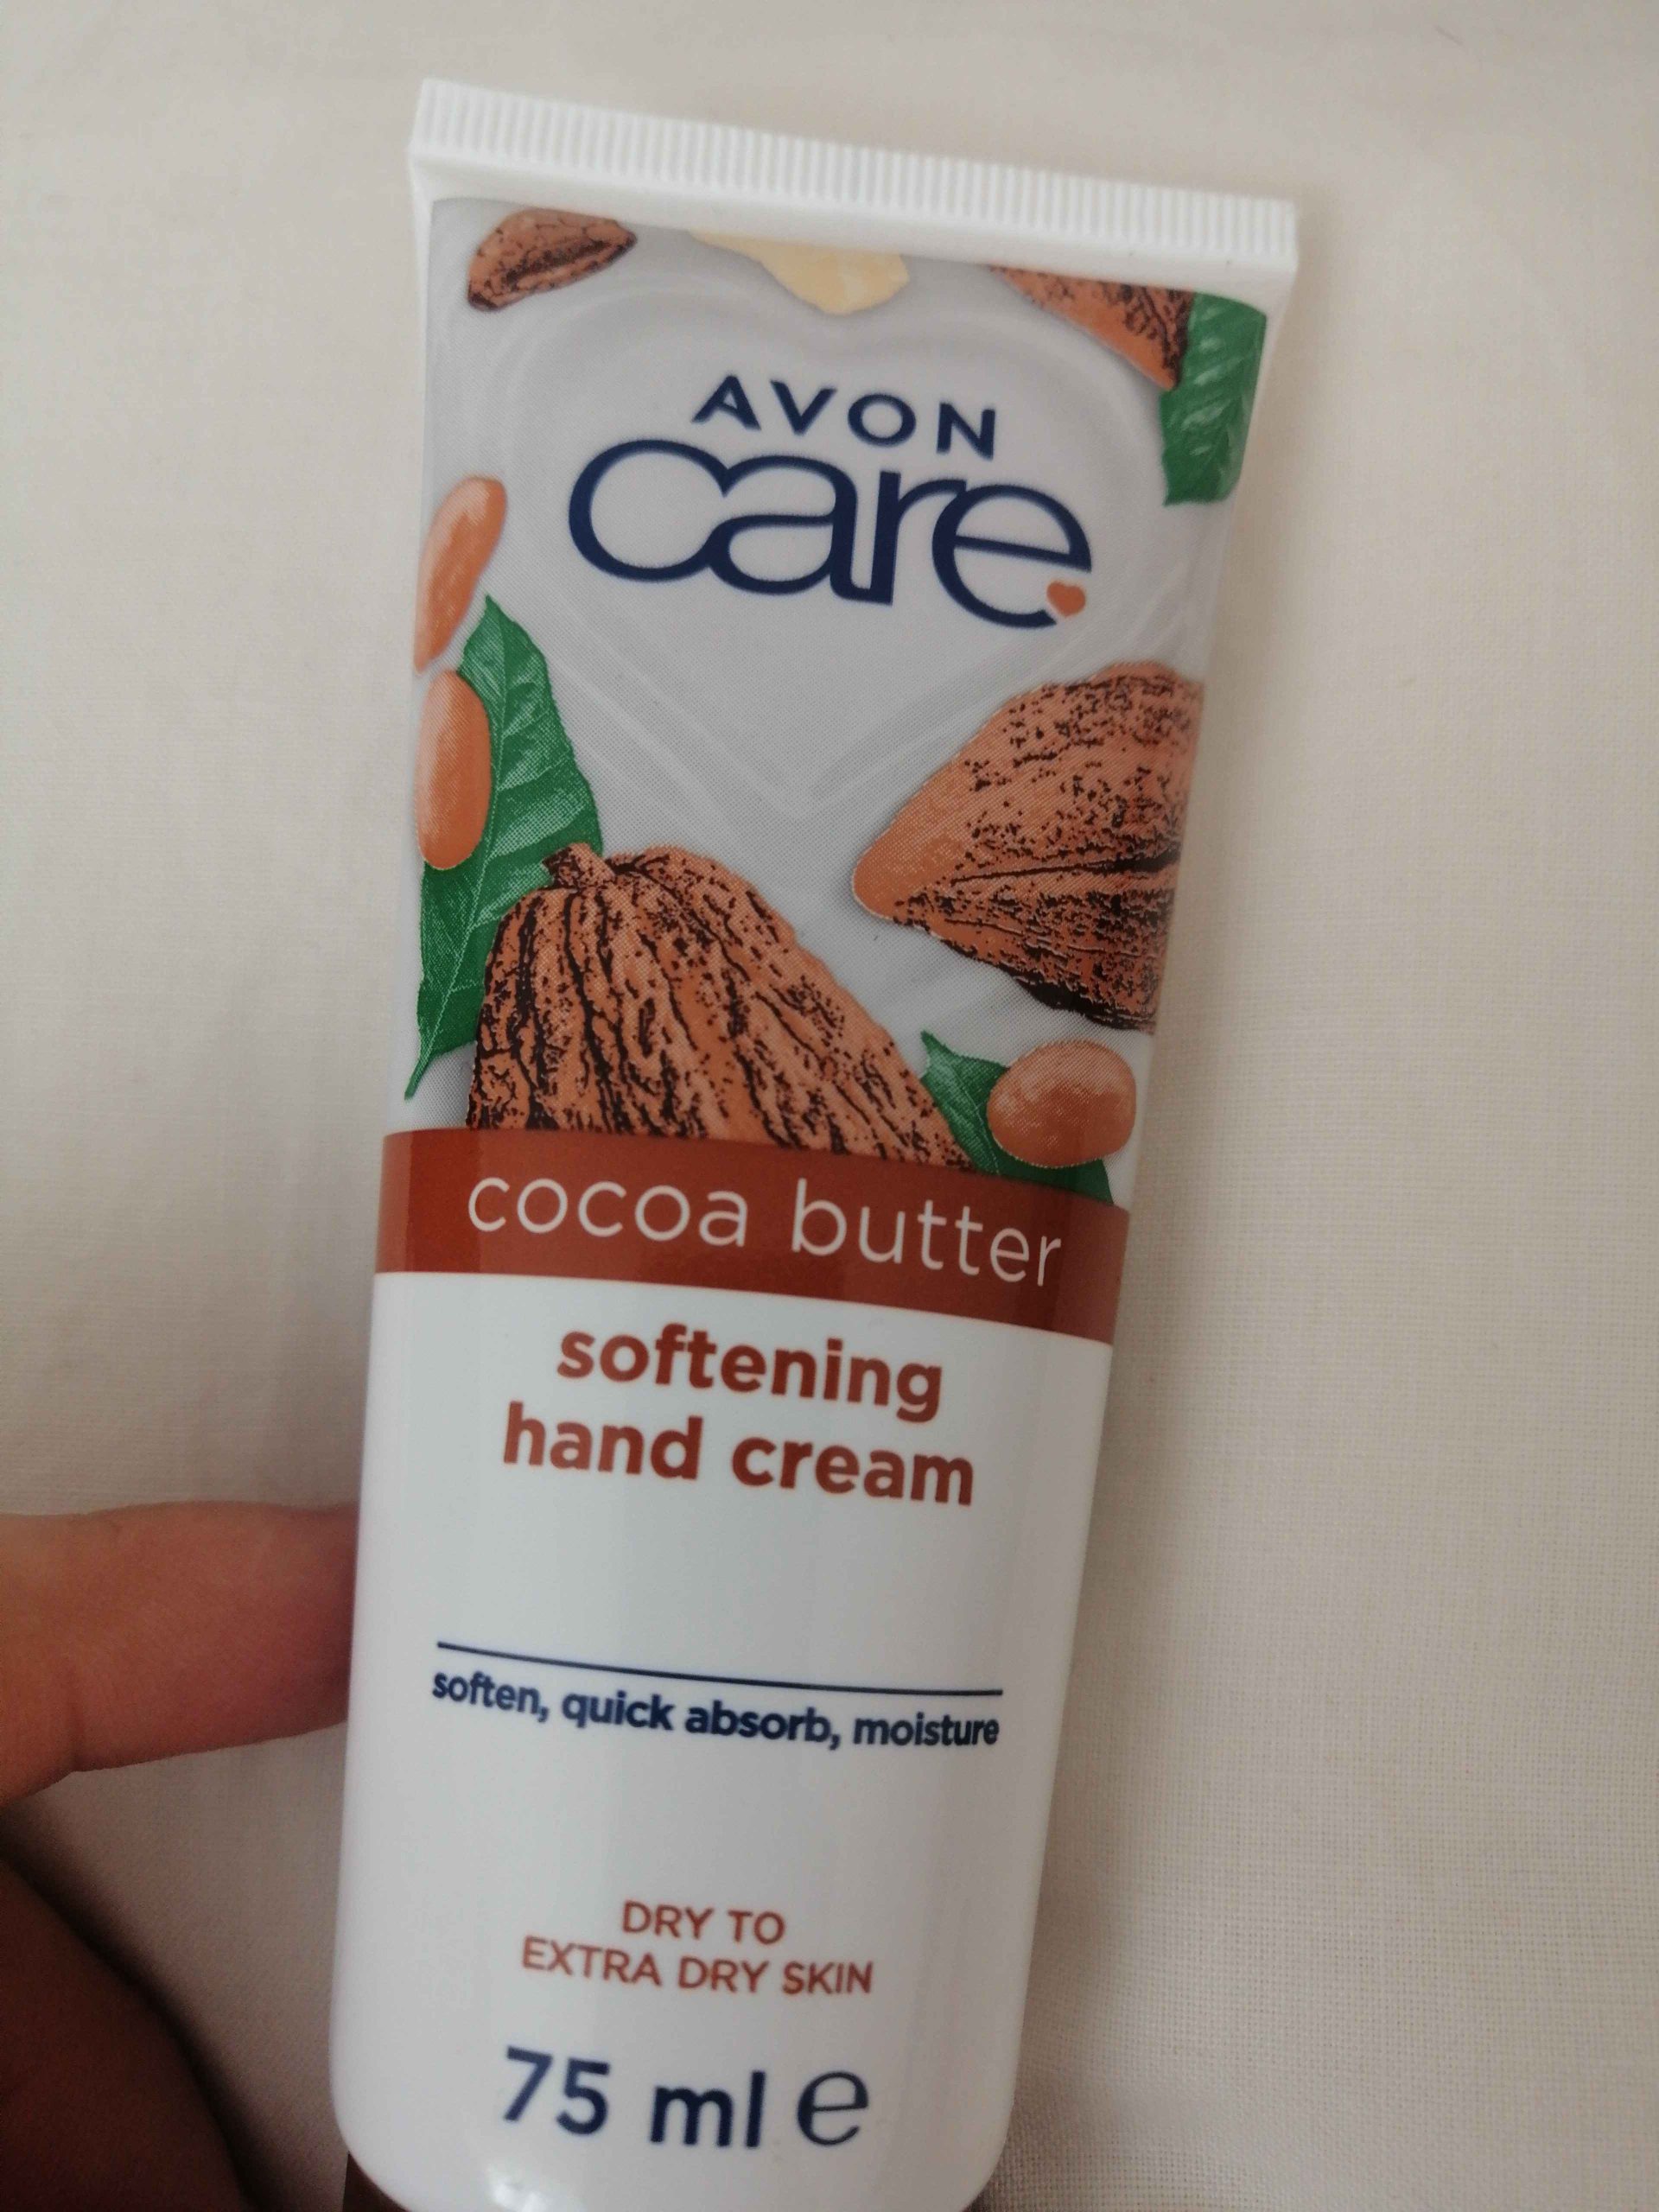 AVON
care
cocoa butter
softening
hand cream
soften, quick absorb, moisture
DRY TO
EXTRA DRY SKIN
75 ml e